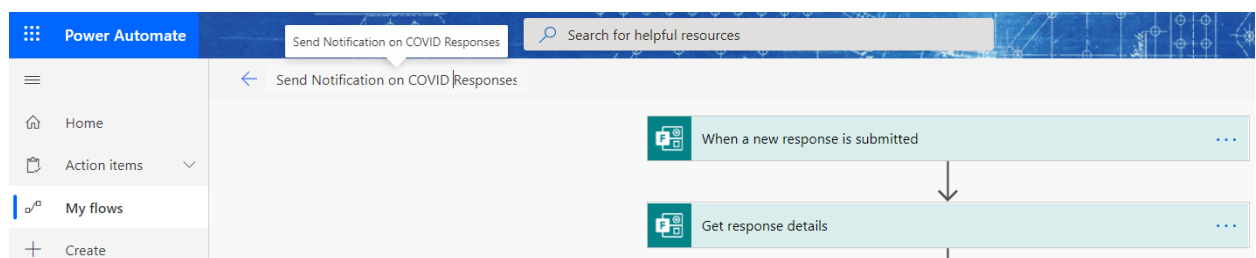 Power Automate
Send Notification on COVID Responses
Search for helpful resources
Send Notification on COVID Responses
Home
Action items
My flows
Create
When a new response is submitted
Get response details